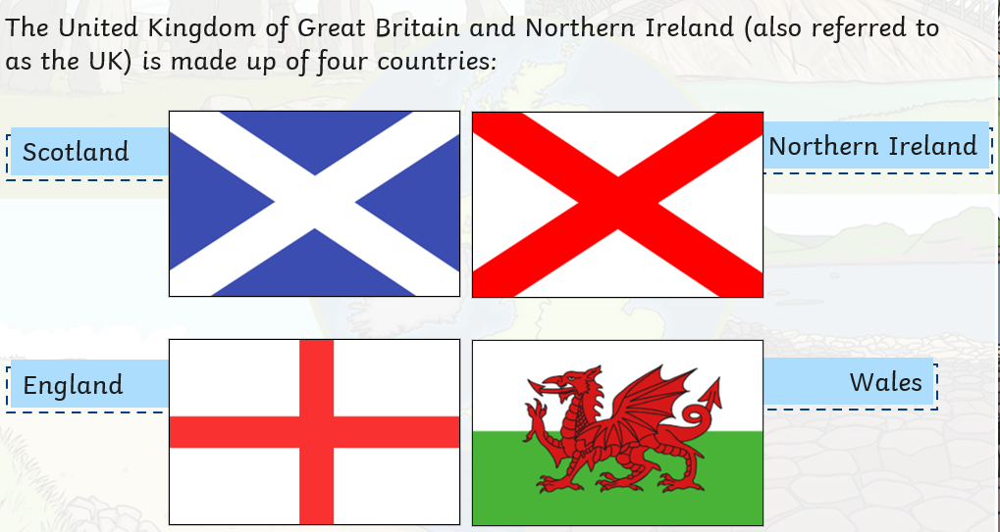 The United Kingdom of Great Britain and Northern Ireland (also referred to
as the UK) is made up of four countries:
Scotland
Northern Ireland
England
Wales